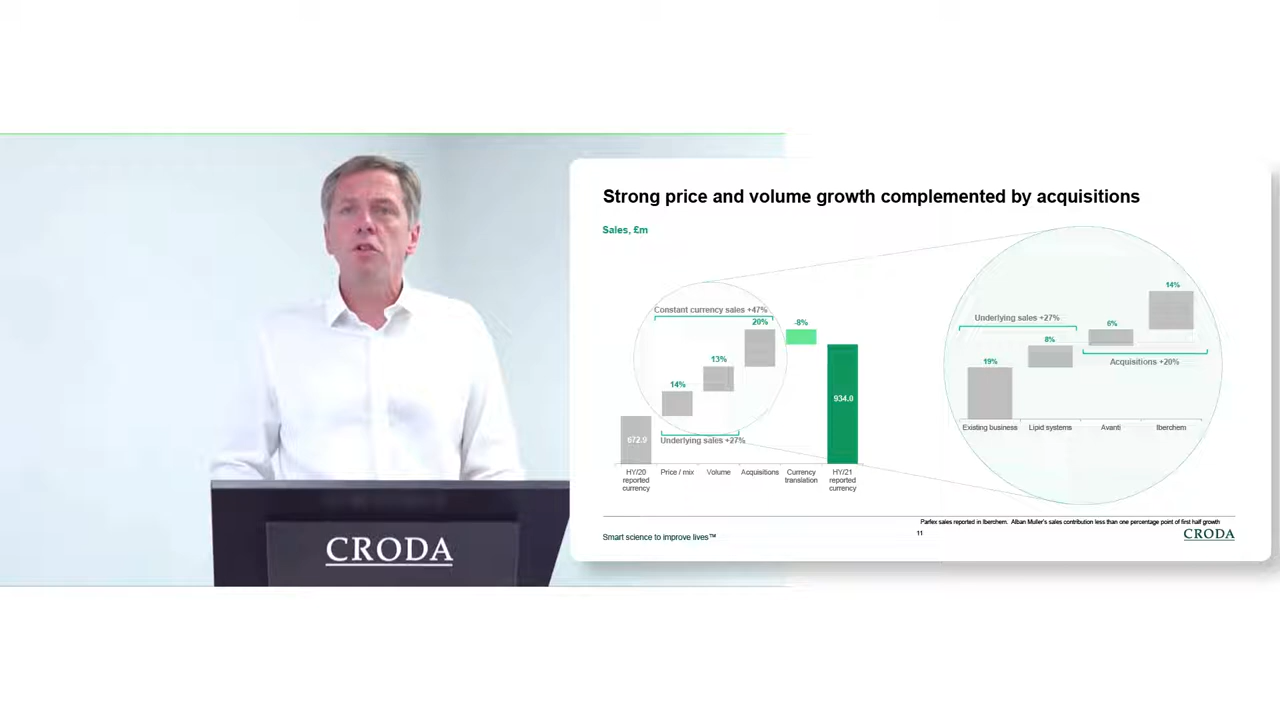 Strong price and volume growth complemented by acquisitions
Sales, £m
Constant currency sales +47%
14%
13%
20%
-8%
672.9
934.0
Underlying sales +27%
HY/20 reported currency
Price / mix
Volume
Acquisitions
Currency translation
HY/21 reported currency
Underlying sales +27%
19%
8%
6%
14%
Acquisitions +20%
Existing business
Lipid systems
Avanti
Iberchem
Parfex sales reported in Iberchem. Alban Muller's sales contribution less than one percentage point of first half growth
Smart science to improve lives™
11
CRODA
CRODA